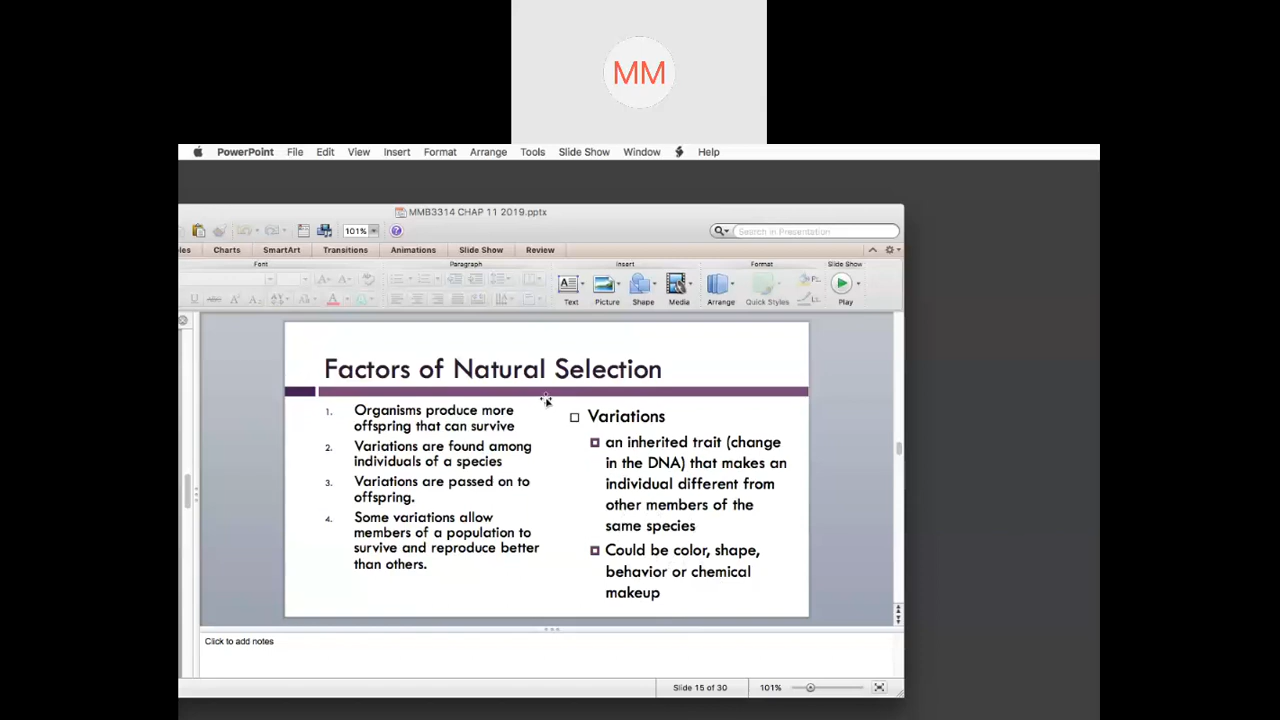 MM
PowerPoint File Edit View Insert Format Arrange Tools Slide Show Window Help
MMB3314 CHAP 11 2019.pptx
101%
Search in Presentation
les Charts SmartArt Transitions Animations Slide Show Review
Font Paragraph Insert Format Slide Show
Text Picture Shape Media Arrange Quick Styles Play
Factors of Natural Selection
1. Organisms produce more
offspring that can survive
2. Variations are found among
individuals of a species
3. Variations are passed on to
offspring.
4. Some variations allow
members of a population to
survive and reproduce better
than others.
Variations
an inherited trait (change
in the DNA) that makes an
individual different from
other members of the
same species
Could be color, shape,
behavior or chemical
makeup
Click to add notes
Slide 15 of 30 101%